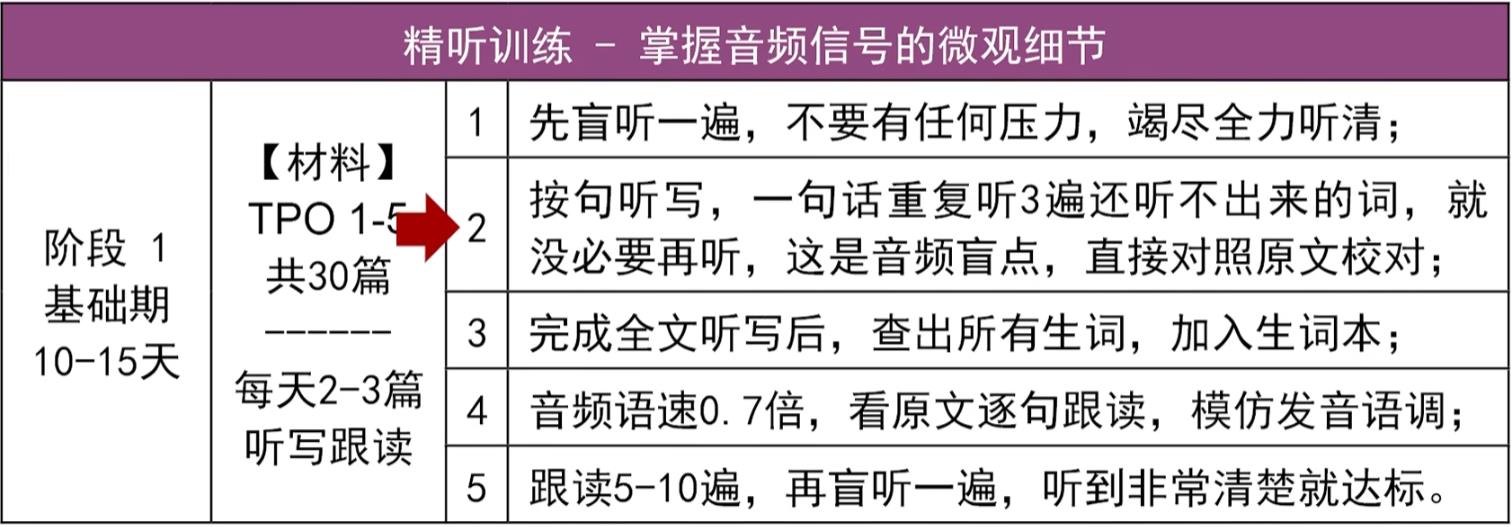 精听训练 - 掌握音频信号的微观细节
阶段 1
基础期
10-15天
【材料】
TPO 1-5
共30篇
------
每天2-3篇
听写跟读
1
先盲听一遍，不要有任何压力，竭尽全力听清；
2
按句听写，一句话重复听3遍还听不出来的词，就
没必要再听，这是音频盲点，直接对照原文校对；
3
完成全文听写后，查出所有生词，加入生词本；
4
音频语速0.7倍，看原文逐句跟读，模仿发音语调；
5
跟读5-10遍，再盲听一遍，听到非常清楚就达标。